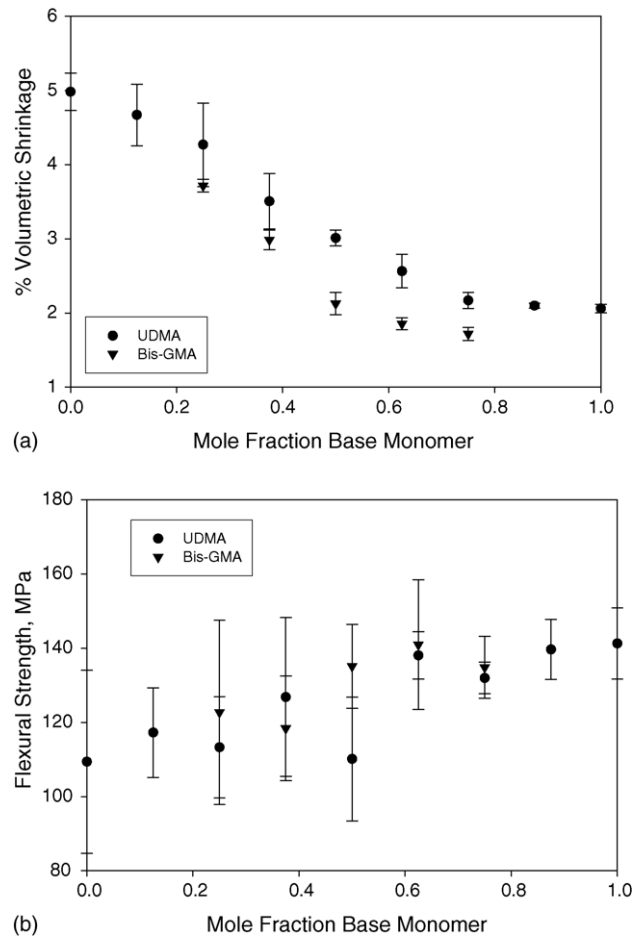 6
5
4
3
2
1
% Volumetric Shrinkage
UDMA
Bis-GMA
0.0 0.2 0.4 0.6 0.8 1.0
(a) Mole Fraction Base Monomer
180
160
140
120
100
80
Flexural Strength, MPa
UDMA
Bis-GMA
0.0 0.2 0.4 0.6 0.8 1.0
(b) Mole Fraction Base Monomer